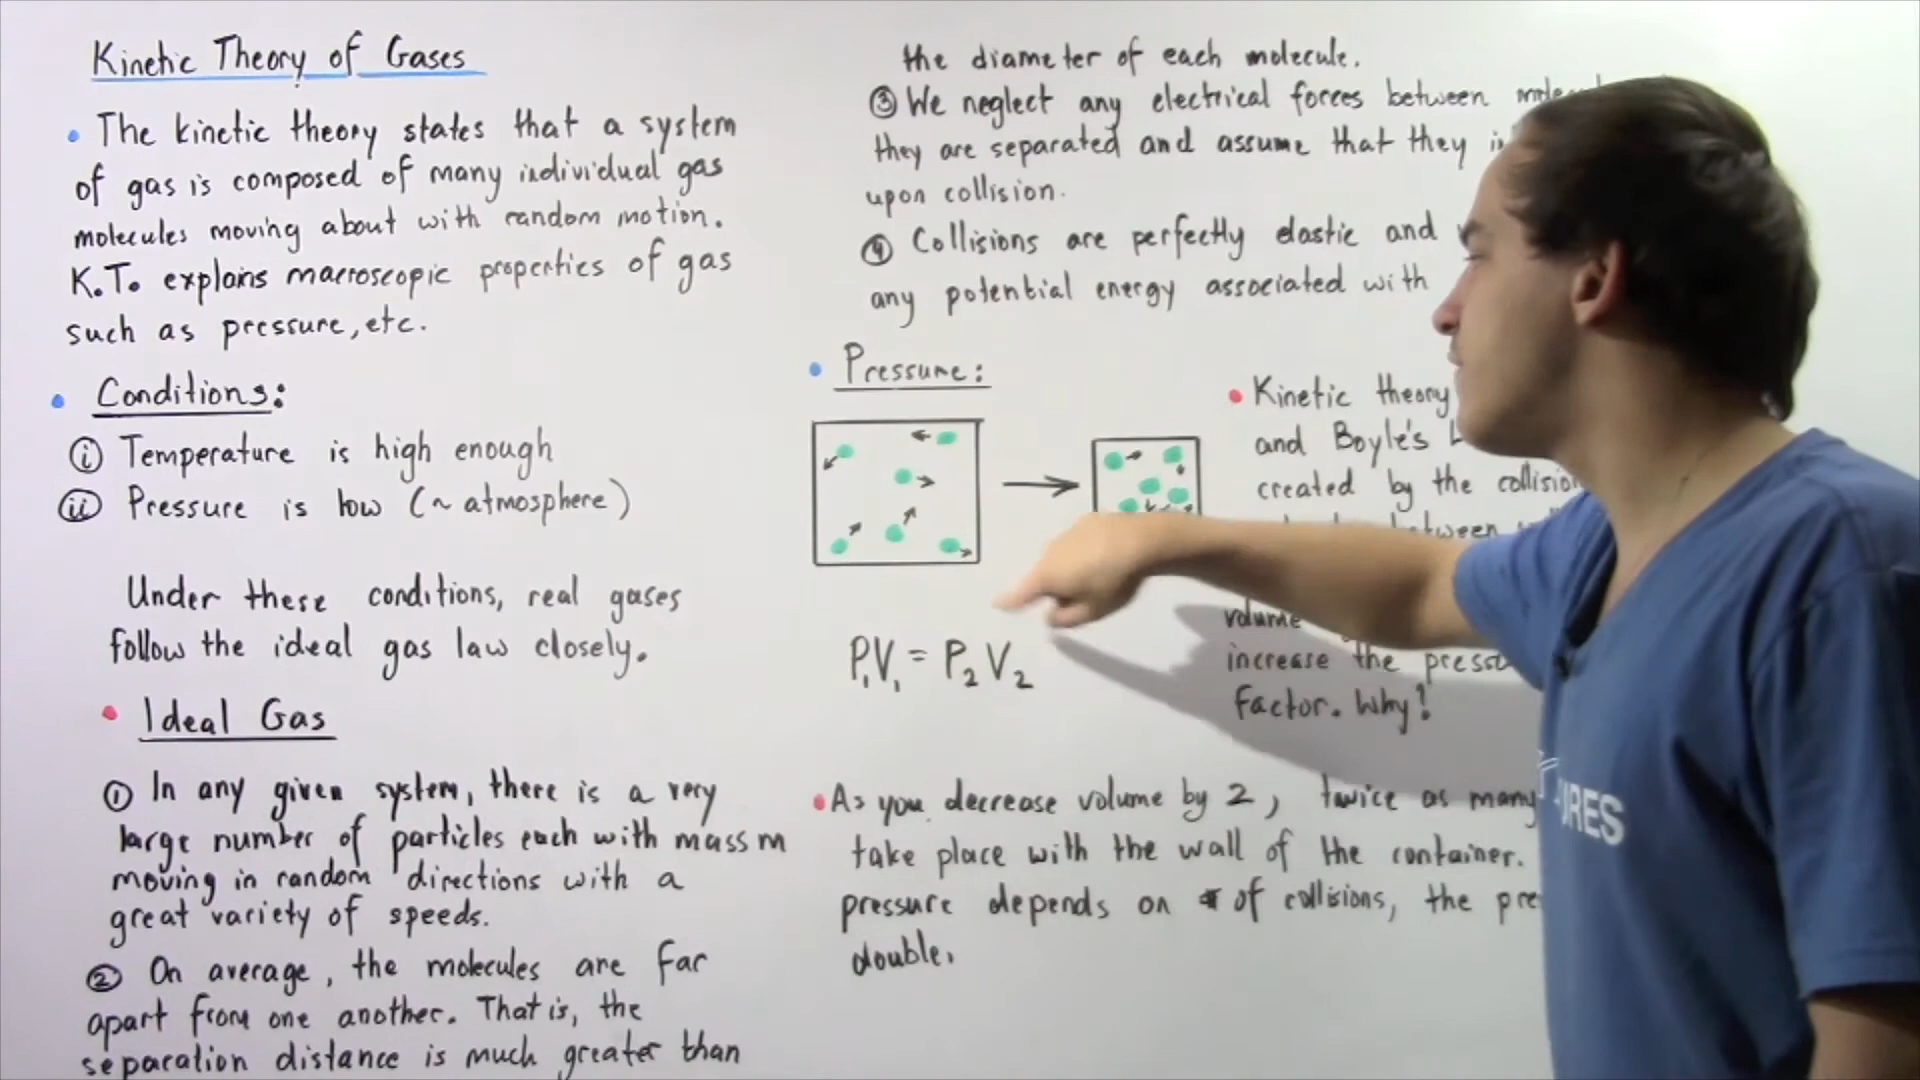 Kinetic Theory of Gases
• The kinetic theory states that a system
of gas is composed of many individual gas
molecules moving about with random motion.
K.T. explains macroscopic properties of gas
such as pressure, etc.
• Conditions:
(i) Temperature is high enough
(ii) Pressure is low (~ atmosphere)
Under these conditions, real gases
follow the ideal gas law closely.
• Ideal Gas
① In any given system, there is a very
large number of particles each with mass m
moving in random directions with a
great variety of speeds.
② On average, the molecules are far
apart from one another. That is, the
separation distance is much greater than
the diameter of each molecule.
③ We neglect any electrical forces between
they are separated and assume that they
upon collision.
④ Collisions are perfectly elastic and
any potential energy associated with
• Pressure:
P₁V₁ = P₂V₂
• Kinetic theory
and Boyle's
created by the
between
volume
increase the
factor. Why!
• As you decrease volume by 2, twice as many
take place with the wall of the container.
pressure depends on # of collisions, the
double.
URES